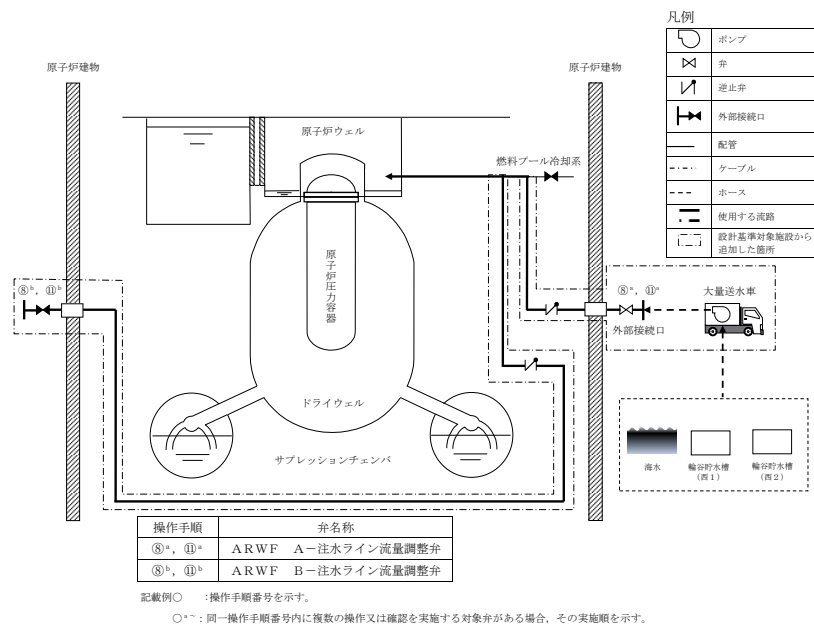 凡例
ポンプ
弁
逆止弁
外部接続口
配管
ケーブル
ホース
使用する流路
設計基準対象施設から
追加した箇所
原子炉建物
原子炉建物
原子炉ウェル
燃料プール冷却系
原子炉圧力容器
⑧ᵇ,⑪ᵇ
⑧ᵃ,⑪ᵃ
大量送水車
外部接続口
ドライウェル
サプレッションチェンバ
海水
輪谷貯水槽
(西1)
輪谷貯水槽
(西2)
操作手順 弁名称
⑧ᵃ,⑪ᵃ ARWF A-注水ライン流量調整弁
⑧ᵇ,⑪ᵇ ARWF B-注水ライン流量調整弁
記載例○ :操作手順番号を示す。
○ᵃ~:同一操作手順番号内に複数の操作又は確認を実施する対象弁がある場合,その実施順を示す。